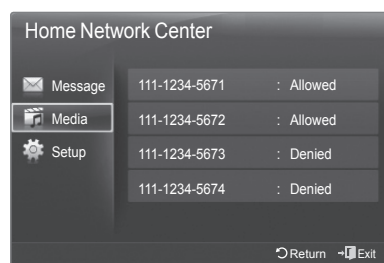 Home Network Center
Message
Media
Setup
111-1234-5671 : Allowed
111-1234-5672 : Allowed
111-1234-5673 : Denied
111-1234-5674 : Denied
Return Exit